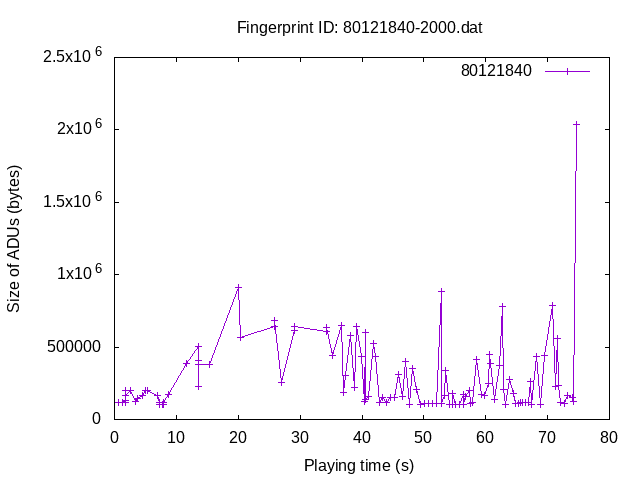 Fingerprint ID: 80121840-2000.dat
2.5x10 6
80121840
2x10 6
1.5x10 6
1x10 6
500000
0
Size of ADUs (bytes)
0 10 20 30 40 50 60 70 80
Playing time (s)